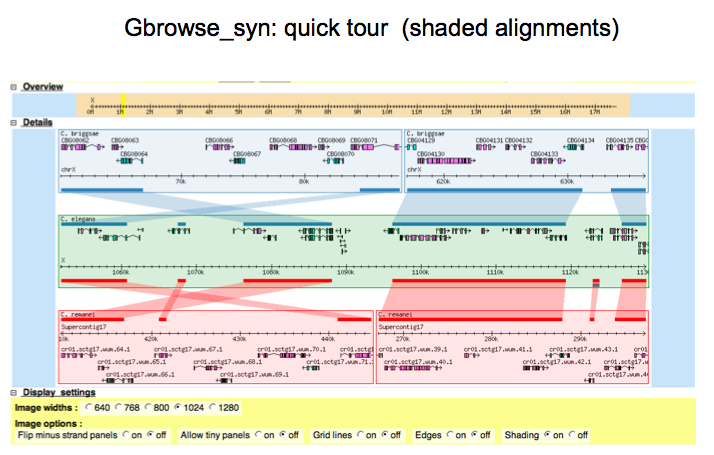 Gbrowse_syn: quick tour (shaded alignments)
Overview
X
0M 1M 2M 3M 4M 5M 6M 7M 8M 9M 10M 11M 12M 13M 14M 15M 16M 17M
Details
C. briggsae C. briggsae
CBG08062 CBG08063 CBG08066 CBG08068 CBG08069 CBG08071 CBG04129 CBG04131 CBG04132 CBG04134 CBG04135
CBG08064 CBG08067 CBG08070 CBG04130 CBG04133
chrX chrX
70k 80k 620k 630k
C. elegans
X
1060k 1070k 1080k 1090k 1100k 1110k 1120k 1130
C. remanei C. remanei
Supercontig17 Supercontig17
430k 440k 270k 280k 290k
cr01.sctg17.wum.64.1 cr01.sctg17.wum.67.1 cr01.sctg17.wum.70.1 cr01.sctg1 cr01.sctg17.wum.39.1 cr01.sctg17.wum.41.1 cr01.sctg17.wum.43.1
cr01.sctg17.wum.65.1 cr01.sctg17.wum.68.1 cr01.sctg17.wum.71. cr01.sctg17.wum.40.1 cr01.sctg17.wum.42.1
cr01.sctg17.wum.66.1 cr01.sctg17.wum.69.1 cr01.sctg17.wum.4
Display settings
Image widths : 640 768 800 1024 1280
Image options :
Flip minus strand panels on off Allow tiny panels on off Grid lines on off Edges on off Shading on off